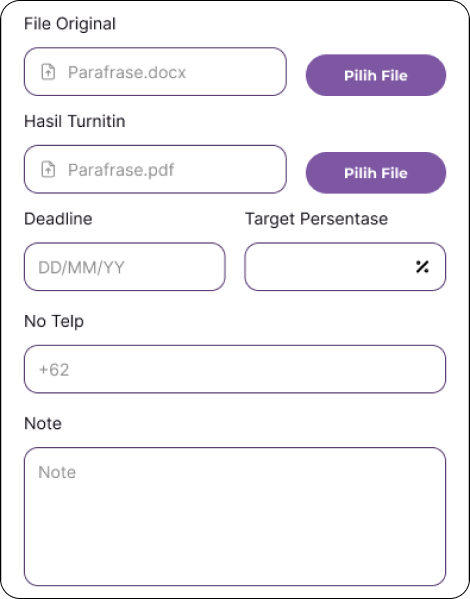 File Original
Parafrase.docx
Pilih File
Hasil Turnitin
Parafrase.pdf
Pilih File
Deadline
Target Persentase
DD/MM/YY
%
No Telp
+62
Note
Note